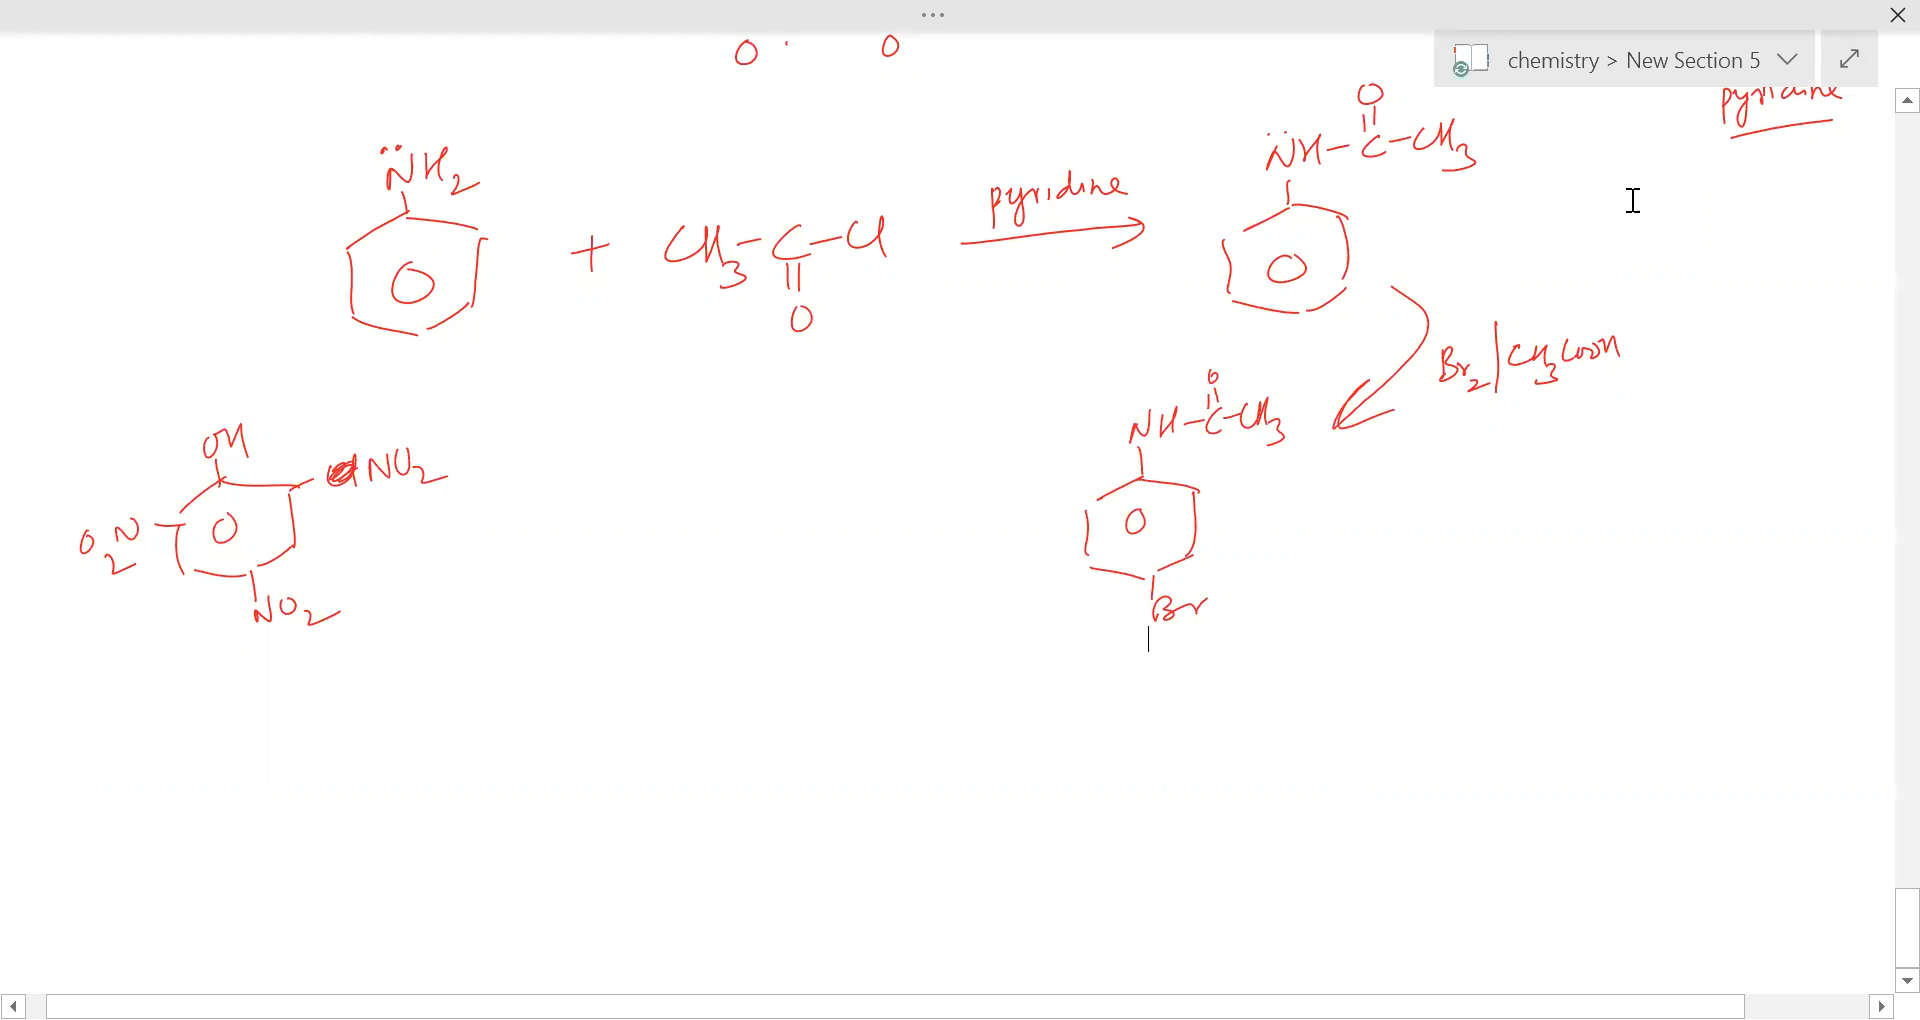 O O
chemistry > New Section 5
pyridine
O
NH-C-CH3
NH2
pyridine
+ CH3-C-Cl
O
O
O
O
Br2|CH3COOH
O
NH-C-CH3
OH
NO2
O
O2N
O
NO2
Br